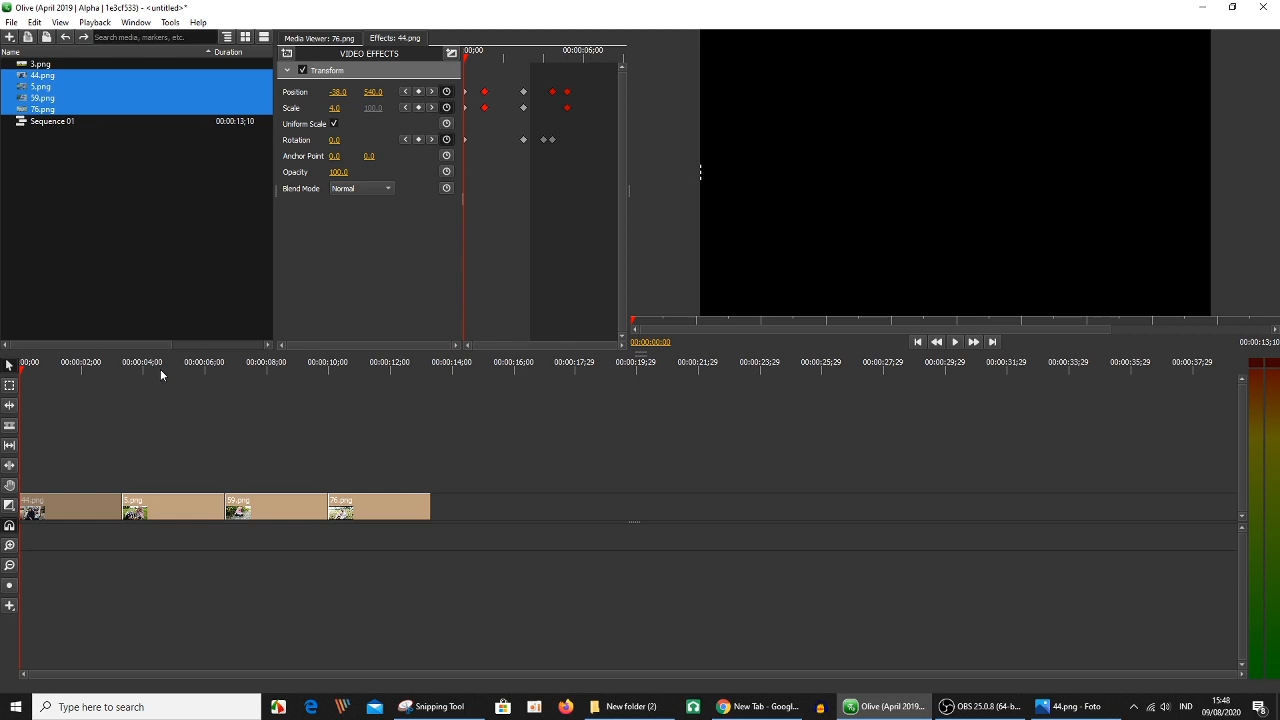 Olive (April 2019 | Alpha | 1e3cf533) - <untitled>*
File Edit View Playback Window Tools Help
Search media, markers, etc.
Media Viewer: 76.png Effects: 44.png
Name Duration
3.png
44.png
5.png
59.png
76.png
Sequence 01 00:00:13;10
VIDEO EFFECTS
00;00 00:00:06;00
Transform
Position -38.0 540.0
Scale 4.0 100.0
Uniform Scale
Rotation 0.0
Anchor Point 0.0 0.0
Opacity 100.0
Blend Mode Normal
00:00:00;00 00:00:13;10
00;00 00:00:02;00 00:00:04;00 00:00:06;00 00:00:08;00 00:00:10;00 00:00:12;00 00:00:14;00 00:00:16;00 00:00:17;29 00:00:19;29 00:00:21;29 00:00:23;29 00:00:25;29 00:00:27;29 00:00:29;29 00:00:31;29 00:00:33;29 00:00:35;29 00:00:37;29
44.png 5.png 59.png 76.png
Type here to search
Snipping Tool
New folder (2)
New Tab - Googl...
Olive (April 2019...
OBS 25.0.8 (64-b...
44.png - Foto
IND
15:48
09/08/2020